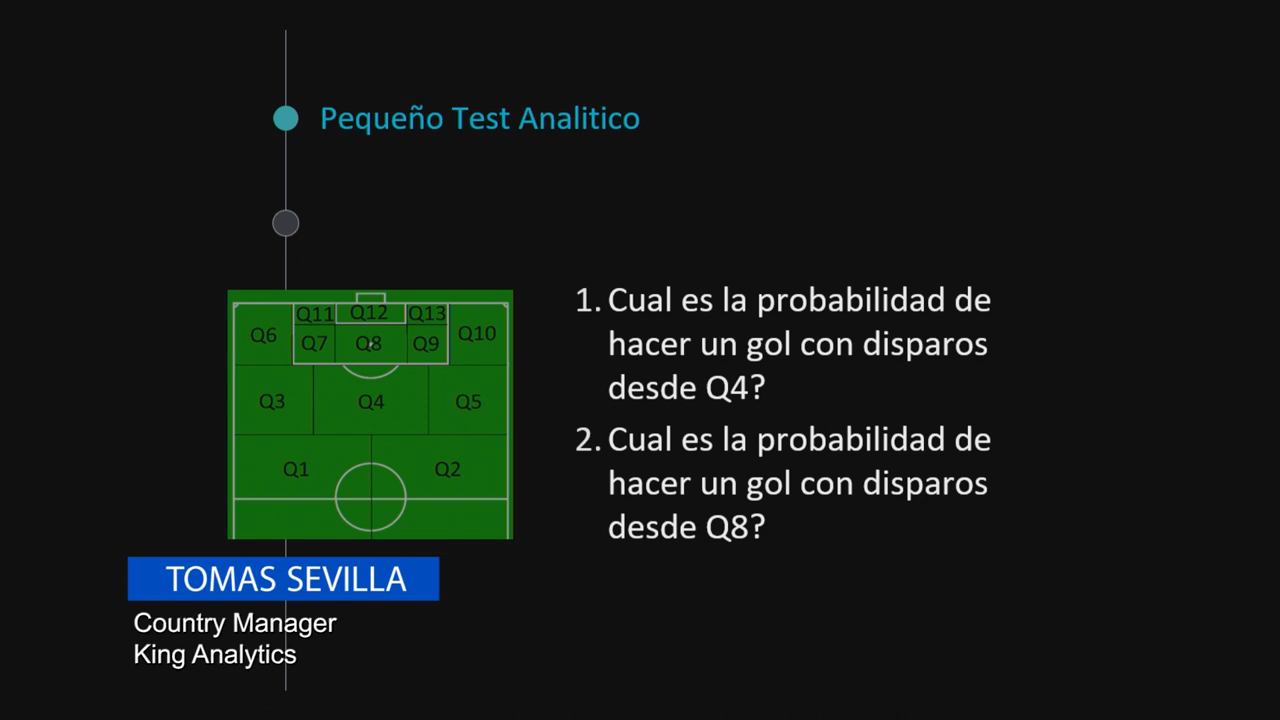 Pequeño Test Analitico
Q11 Q12 Q13
Q6 Q10
Q7 Q8 Q9
Q3 Q4 Q5
Q1 Q2
1. Cual es la probabilidad de
hacer un gol con disparos
desde Q4?
2. Cual es la probabilidad de
hacer un gol con disparos
desde Q8?
TOMAS SEVILLA
Country Manager
King Analytics